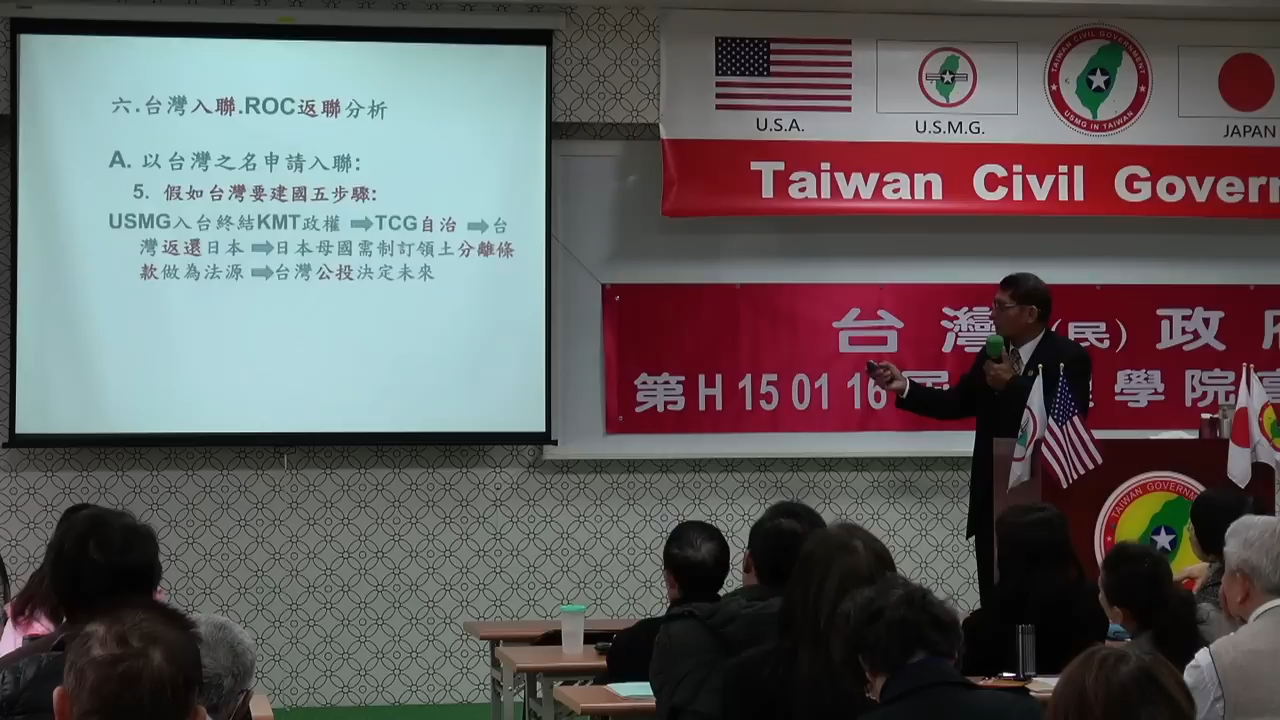 六.台灣入聯.ROC返聯分析
A. 以台灣之名申請入聯:
5. 假如台灣要建國五步驟:
USMG入台終結KMT政權 ➡TCG自治 ➡台
灣返還日本 ➡日本母國需制訂領土分離條
款做為法源 ➡台灣公投決定未來
U.S.A.
U.S.M.G.
TAIWAN CIVIL GOVERNMENT
USMG IN TAIWAN
JAPAN
Taiwan Civil Govern
台灣(民)政府
第H 15 01 16 學院
TAIWAN GOVERNM